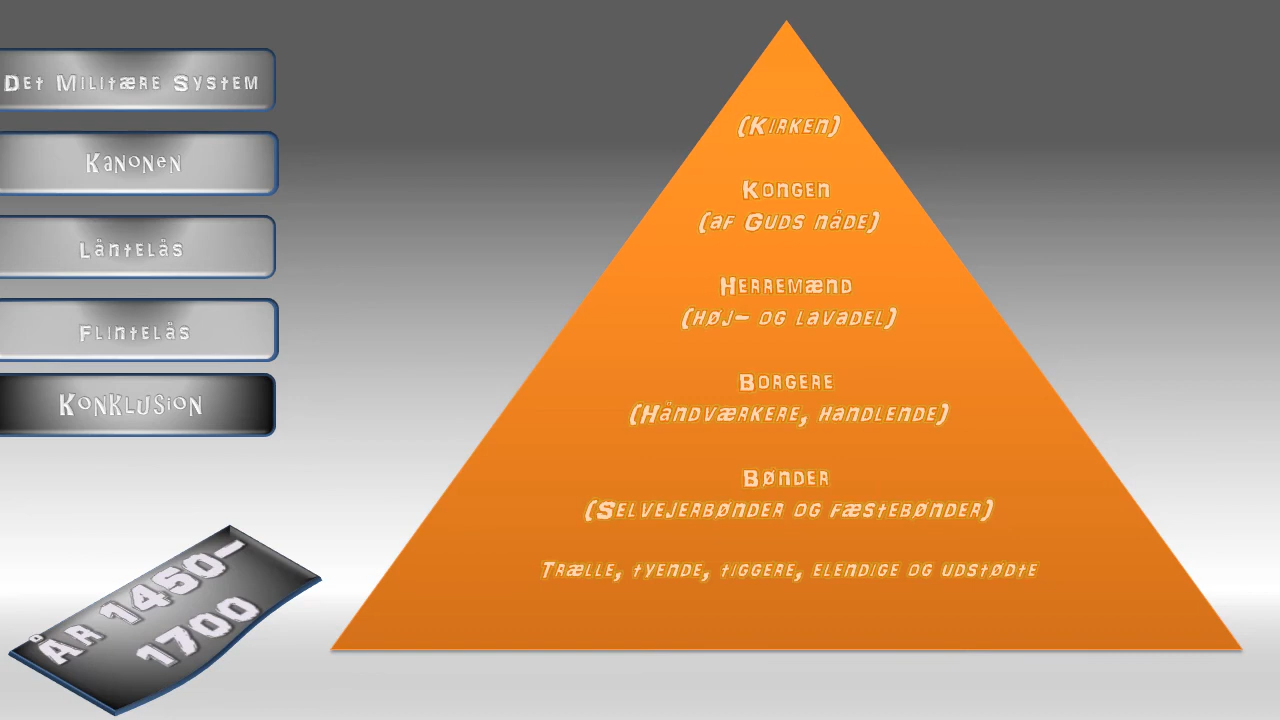 Det Militære System
Kanonen
Låntelås
Flintelås
Konklusion
År 1450-
1700
(Kirken)
Kongen
(af Guds nåde)
Herremænd
(høj- og lavadel)
Borgere
(Håndværkere, handlende)
Bønder
(Selvejerbønder og fæstebønder)
Trælle, tyende, tiggere, elendige og udstødte